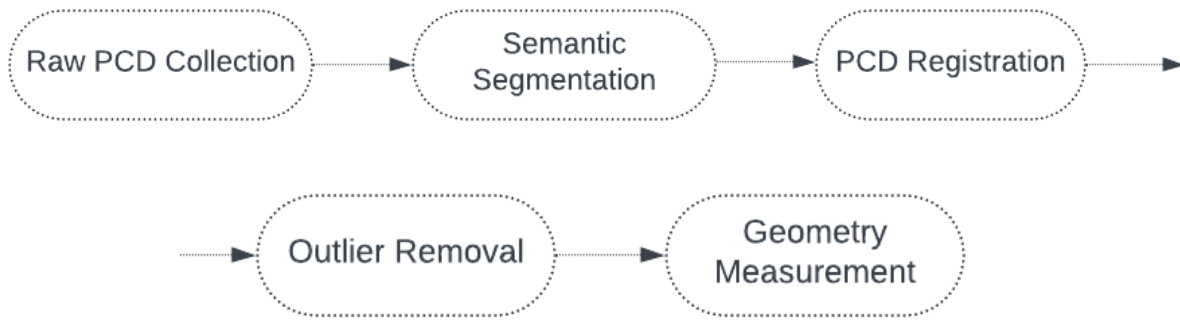 Raw PCD Collection
Semantic
Segmentation
PCD Registration
Outlier Removal
Geometry
Measurement